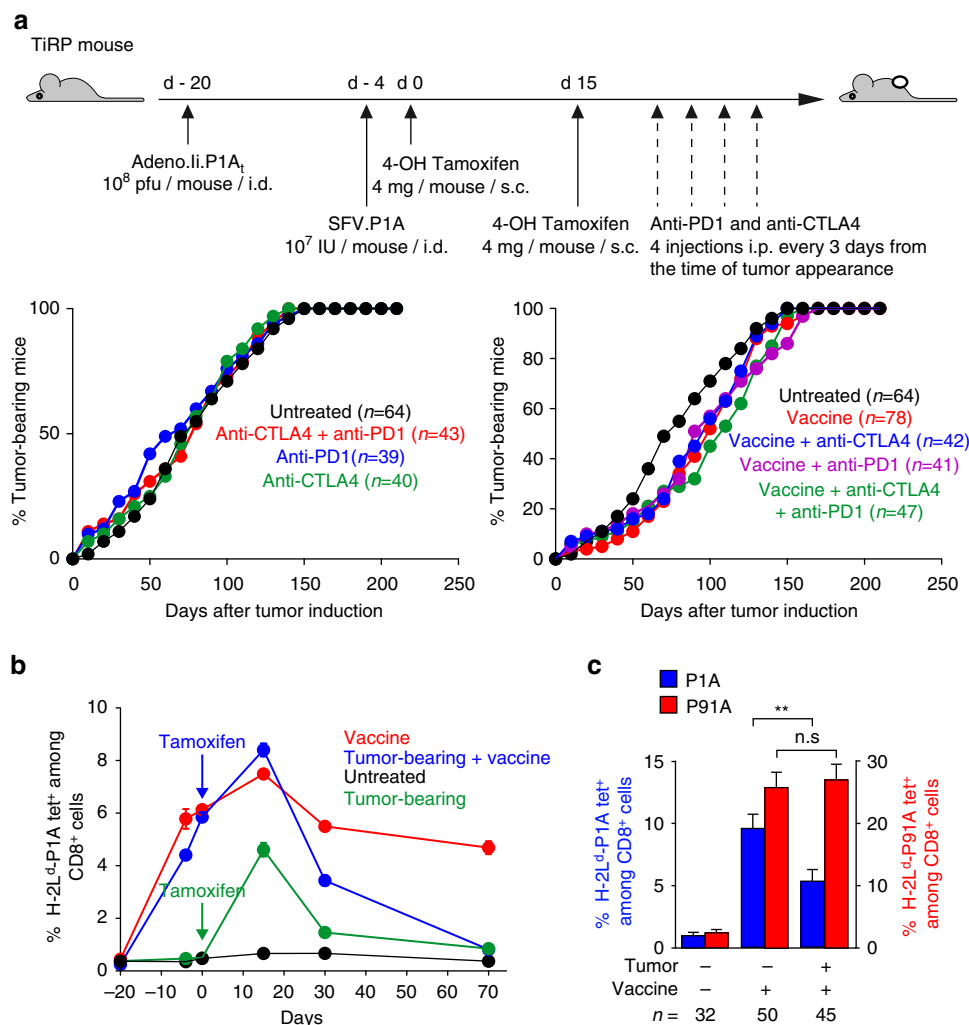 a
TiRP mouse
d - 20
d - 4
d 0
d 15
Adeno.Ii.P1At
10⁸ pfu / mouse / i.d.
4-OH Tamoxifen
4 mg / mouse / s.c.
SFV.P1A
10⁷ IU / mouse / i.d.
4-OH Tamoxifen
4 mg / mouse / s.c.
Anti-PD1 and anti-CTLA4
4 injections i.p. every 3 days from
the time of tumor appearance
% Tumor-bearing mice
100
50
0
Untreated (n=64)
Anti-CTLA4 + anti-PD1 (n=43)
Anti-PD1(n=39)
Anti-CTLA4 (n=40)
0 50 100 150 200 250
Days after tumor induction
% Tumor-bearing mice
100
80
60
40
20
0
Untreated (n=64)
Vaccine (n=78)
Vaccine + anti-CTLA4 (n=42)
Vaccine + anti-PD1 (n=41)
Vaccine + anti-CTLA4
+ anti-PD1 (n=47)
0 50 100 150 200 250
Days after tumor induction
b
% H-2Lᵈ-P1A tet⁺ among
CD8⁺ cells
10
8
6
4
2
0
Tamoxifen
Tamoxifen
Vaccine
Tumor-bearing + vaccine
Untreated
Tumor-bearing
−20 −10 0 10 20 30 40 50 60 70
Days
c
P1A
P91A
**
n.s
% H-2Lᵈ-P1A tet⁺
among CD8⁺ cells
15
10
5
0
30
20
10
0
% H-2Lᵈ-P91A tet⁺
among CD8⁺ cells
Tumor − − +
Vaccine − + +
n = 32 50 45